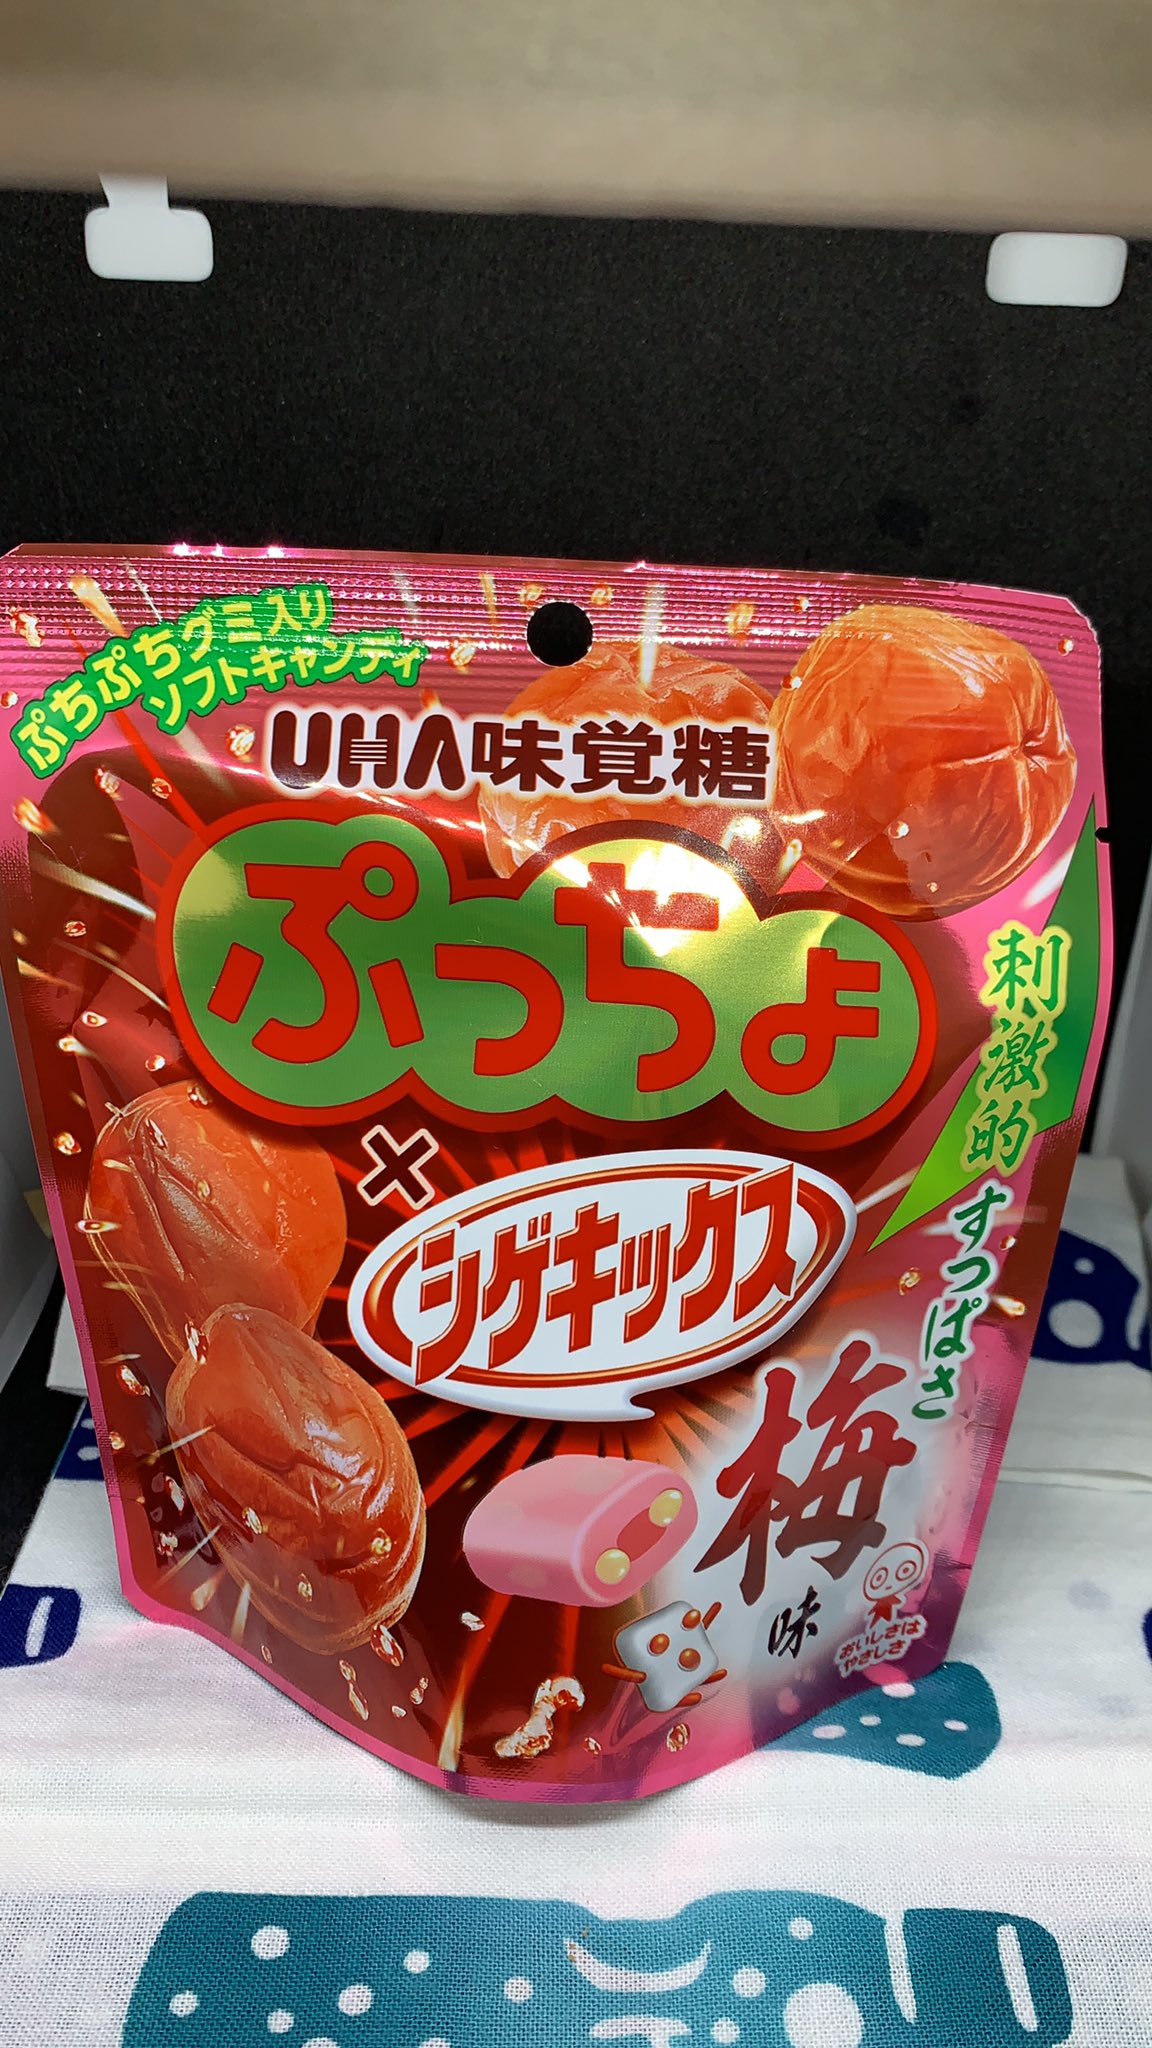 ぷちぷちグミ入り
ソフトキャンディ
UHA味覚糖
ぷっちょ
×
シゲキックス
刺激的
すっぱさ
梅
味
おいしさは
やさしさ